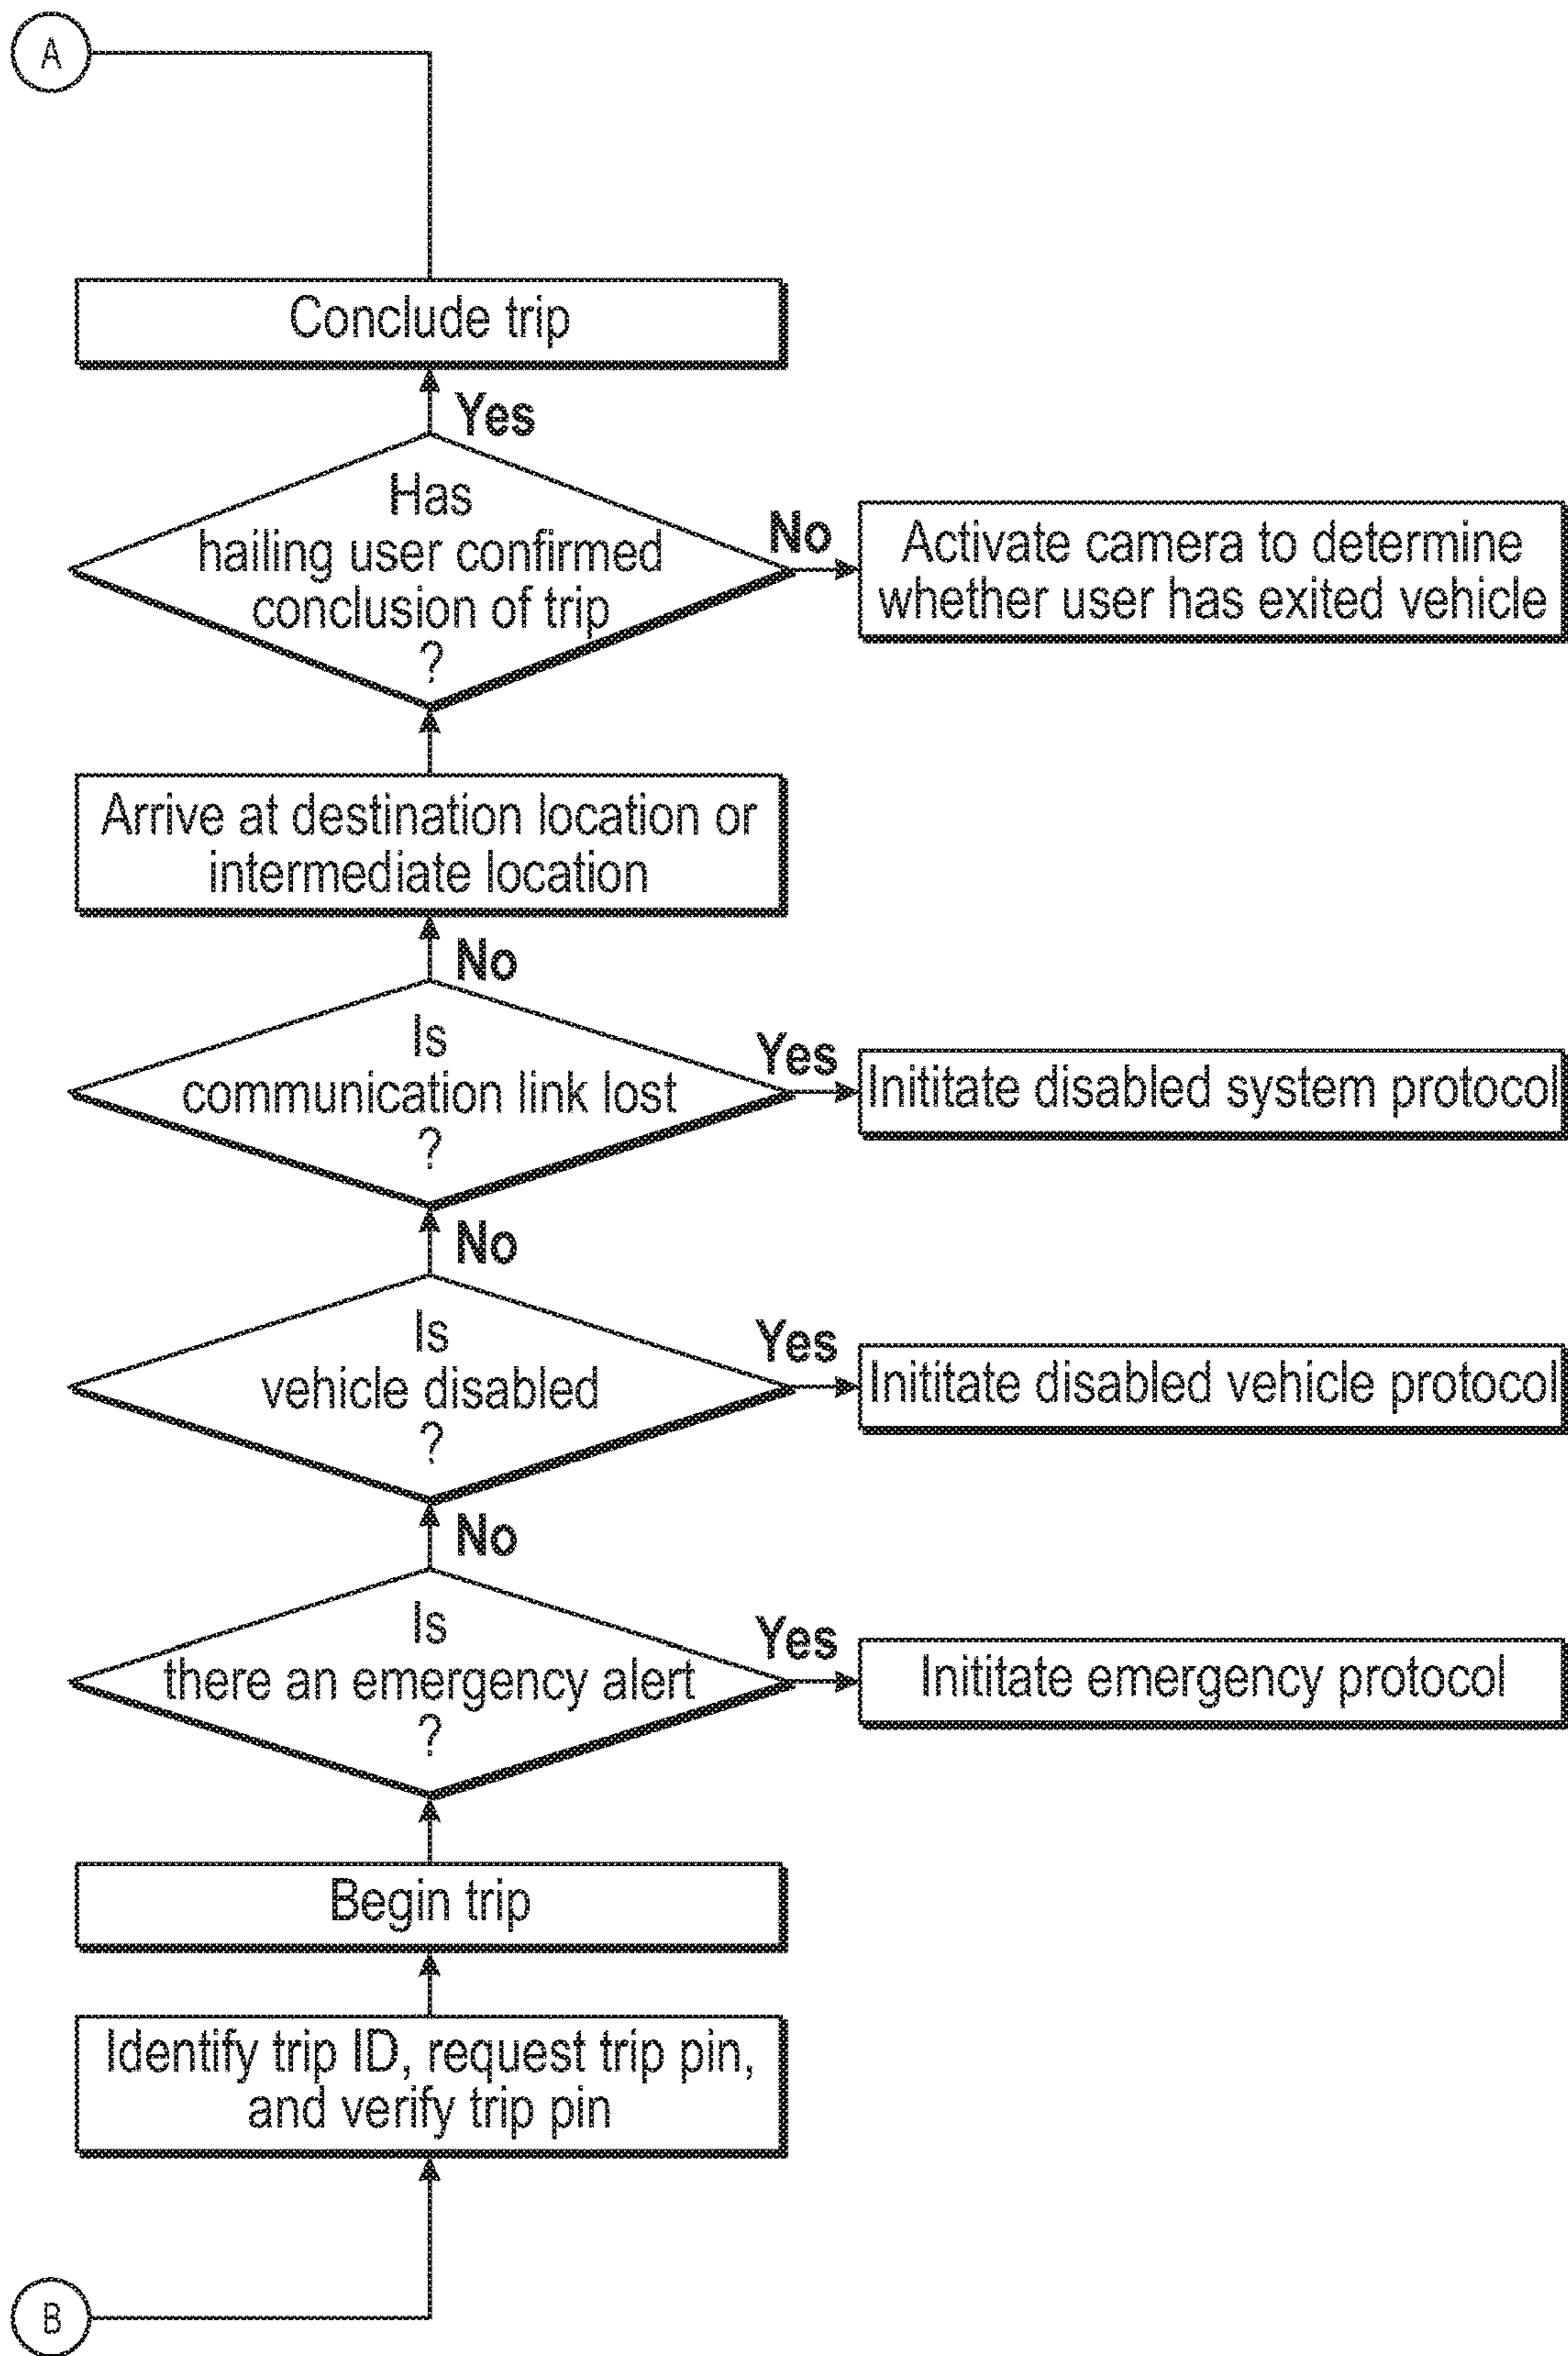 A
Conclude trip
Yes
Has
hailing user confirmed
conclusion of trip
?
No
Activate camera to determine
whether user has exited vehicle
Arrive at destination location or
intermediate location
No
Is
communication link lost
?
Yes
Inititate disabled system protocol
No
Is
vehicle disabled
?
Yes
Inititate disabled vehicle protocol
No
Is
there an emergency alert
?
Yes
Inititate emergency protocol
Begin trip
Identify trip ID, request trip pin,
and verify trip pin
B